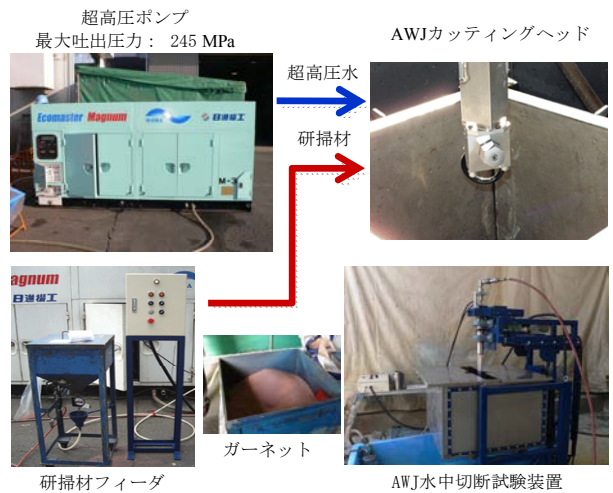 超高圧ポンプ
最大吐出圧力： 245 MPa
AWJカッティングヘッド
超高圧水
研掃材
Ecomaster Magnum
日進機工
M-3
agnum
日進機工
ガーネット
研掃材フィーダ
AWJ水中切断試験装置